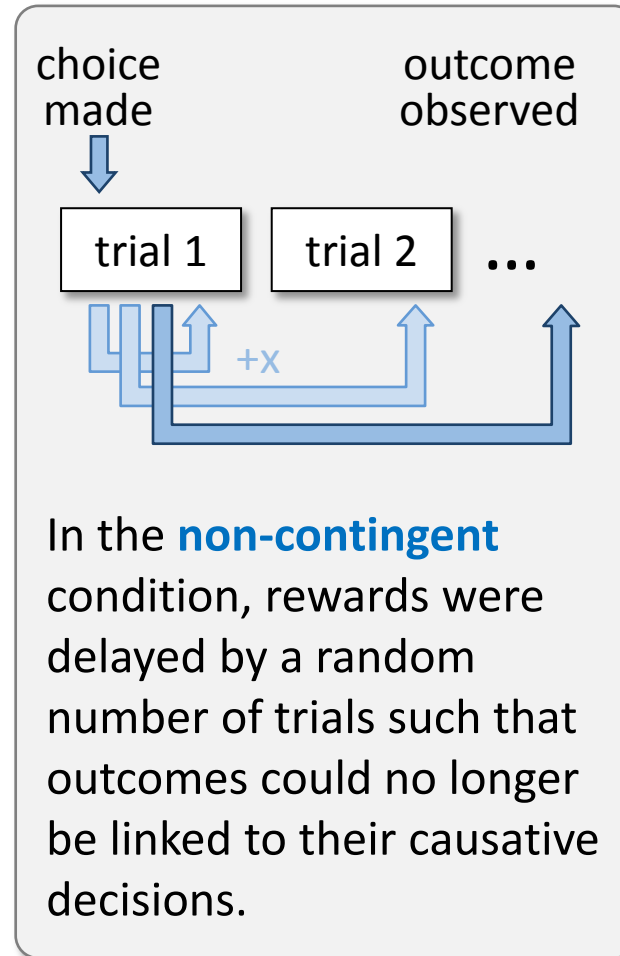 choice outcome
made observed
trial 1 trial 2 ...
+x
In the non-contingent
condition, rewards were
delayed by a random
number of trials such that
outcomes could no longer
be linked to their causative
decisions.